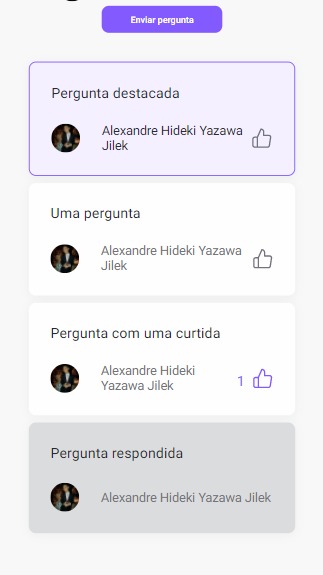 Enviar pergunta
Pergunta destacada
Alexandre Hideki Yazawa
Jilek
Uma pergunta
Alexandre Hideki Yazawa
Jilek
Pergunta com uma curtida
Alexandre Hideki
Yazawa Jilek
1
Pergunta respondida
Alexandre Hideki Yazawa Jilek